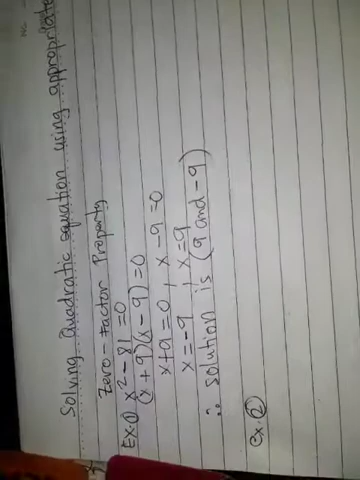 Solving Quadratic equation using appropriate
Zero-Factor Property
Ex.① x² - 81 = 0
(x + 9)(x - 9) = 0
x+9 = 0 , x - 9 = 0
x = -9 , x = 9
∴ solution is (9 and -9)
Ex.②